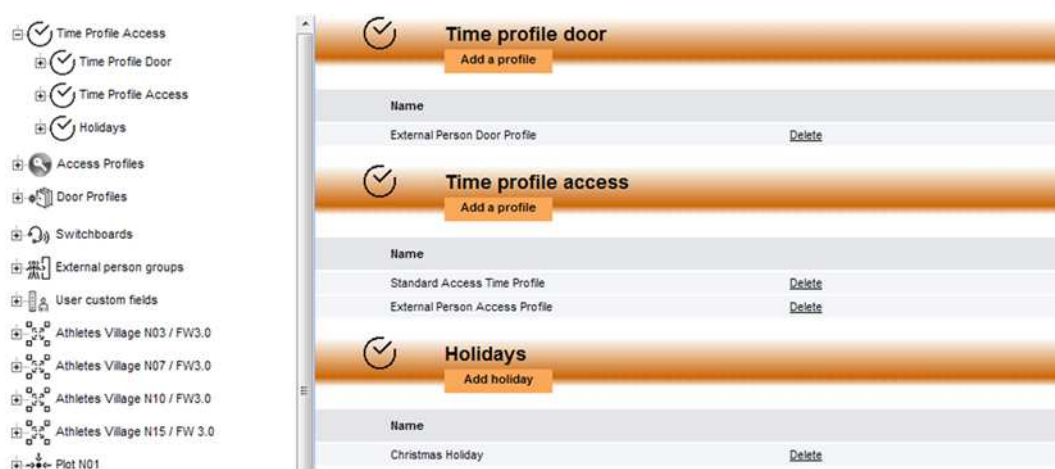 Time Profile Access
Time Profile Door
Time Profile Access
Holidays
Access Profiles
Door Profiles
Switchboards
External person groups
User custom fields
Athletes Village N03 / FW3.0
Athletes Village N07 / FW3.0
Athletes Village N10 / FW3.0
Athletes Village N15 / FW 3.0
Plot N01
Time profile door
Add a profile
Name
External Person Door Profile Delete
Time profile access
Add a profile
Name
Standard Access Time Profile Delete
External Person Access Profile Delete
Holidays
Add holiday
Name
Christmas Holiday Delete